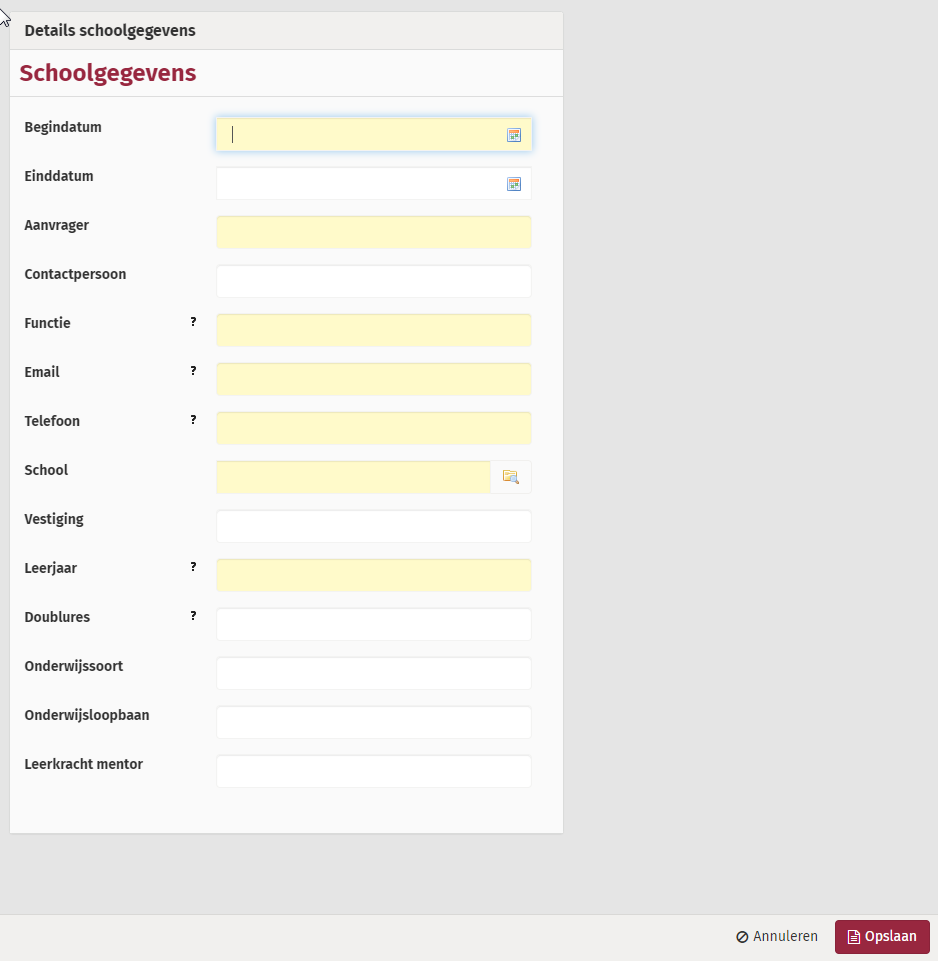 Details schoolgegevens
Schoolgegevens
Begindatum
Einddatum
Aanvrager
Contactpersoon
Functie ?
Email ?
Telefoon ?
School
Vestiging
Leerjaar ?
Doublures ?
Onderwijssoort
Onderwijsloopbaan
Leerkracht mentor
Annuleren Opslaan